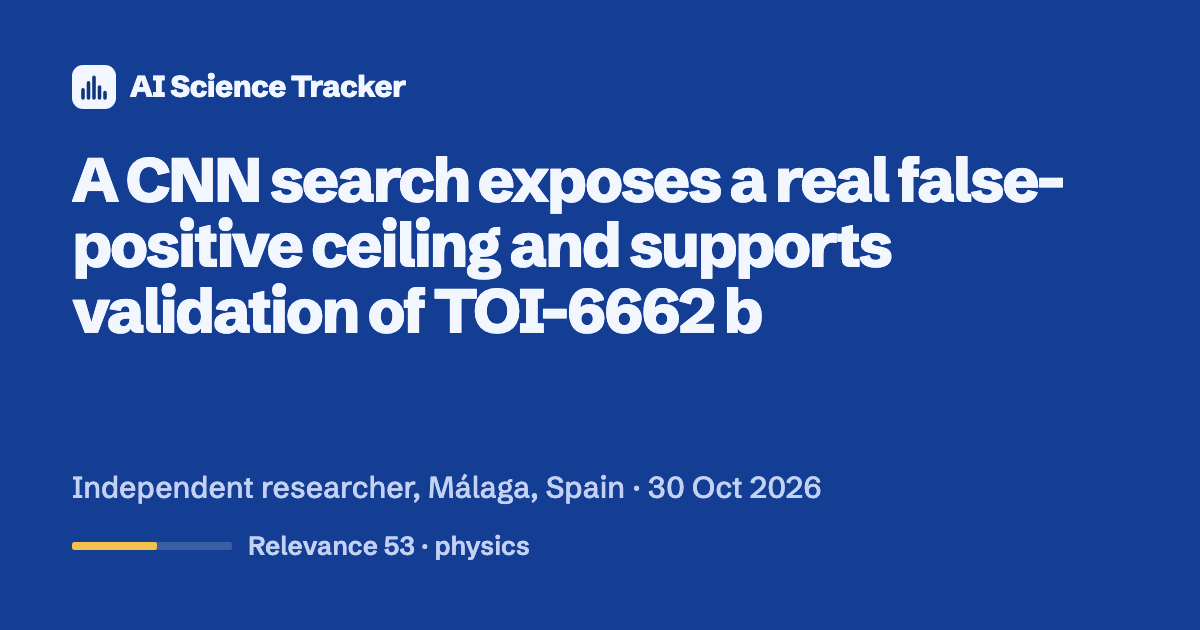 AI Science Tracker
A CNN search exposes a real false-
positive ceiling and supports
validation of TOI-6662 b
Independent researcher, Málaga, Spain · 30 Oct 2026
Relevance 53 · physics